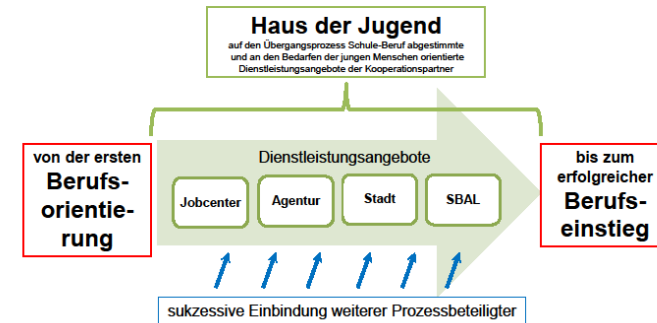 Haus der Jugend
auf den Übergangsprozess Schule-Beruf abgestimmte
und an den Bedarfen der jungen Menschen orientierte
Dienstleistungsangebote der Kooperationspartner
von der ersten
Berufs-
orientie-
rung
Dienstleistungsangebote
Jobcenter
Agentur
Stadt
SBAL
bis zum
erfolgreicher
Berufs-
einstieg
sukzessive Einbindung weiterer Prozessbeteiligter